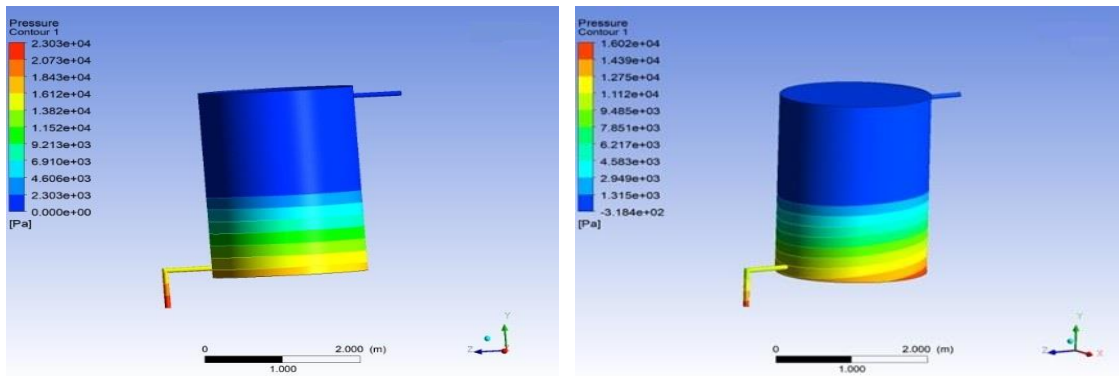 Pressure
Contour 1
2.303e+04
2.073e+04
1.843e+04
1.612e+04
1.382e+04
1.152e+04
9.213e+03
6.910e+03
4.606e+03
2.303e+03
0.000e+00
[Pa]
0
2.000 (m)
1.000
Y
Z
Pressure
Contour 1
1.602e+04
1.439e+04
1.275e+04
1.112e+04
9.485e+03
7.851e+03
6.217e+03
4.583e+03
2.949e+03
1.315e+03
-3.184e+02
[Pa]
0
2.000 (m)
1.000
Y
Z
X